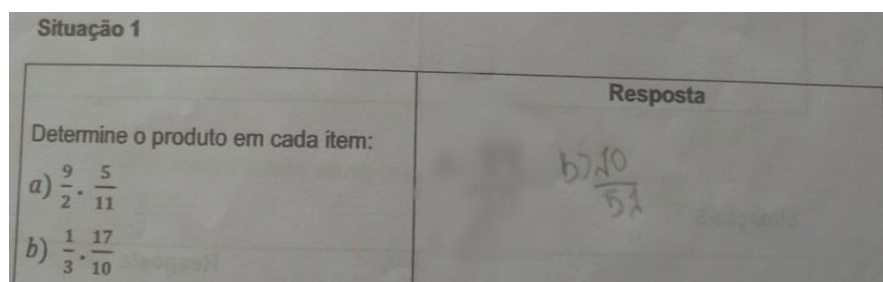 Situação 1
Resposta
Determine o produto em cada item:
a) 9/2 . 5/11
b) 1/3 . 17/10
b) 10/51